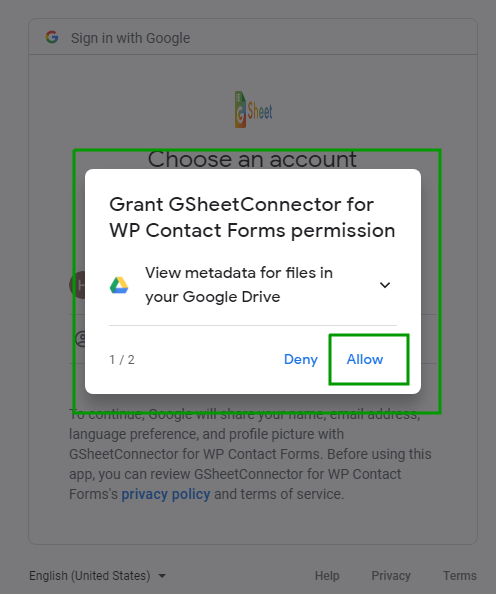 Sign in with Google
GSheet
Choose an account
Grant GSheetConnector for
WP Contact Forms permission
View metadata for files in
your Google Drive
H
1 / 2
Deny
Allow
To continue, Google will share your name, email address,
language preference, and profile picture with
GSheetConnector for WP Contact Forms. Before using this
app, you can review GSheetConnector for WP Contact
Forms's privacy policy and terms of service.
English (United States)
Help
Privacy
Terms